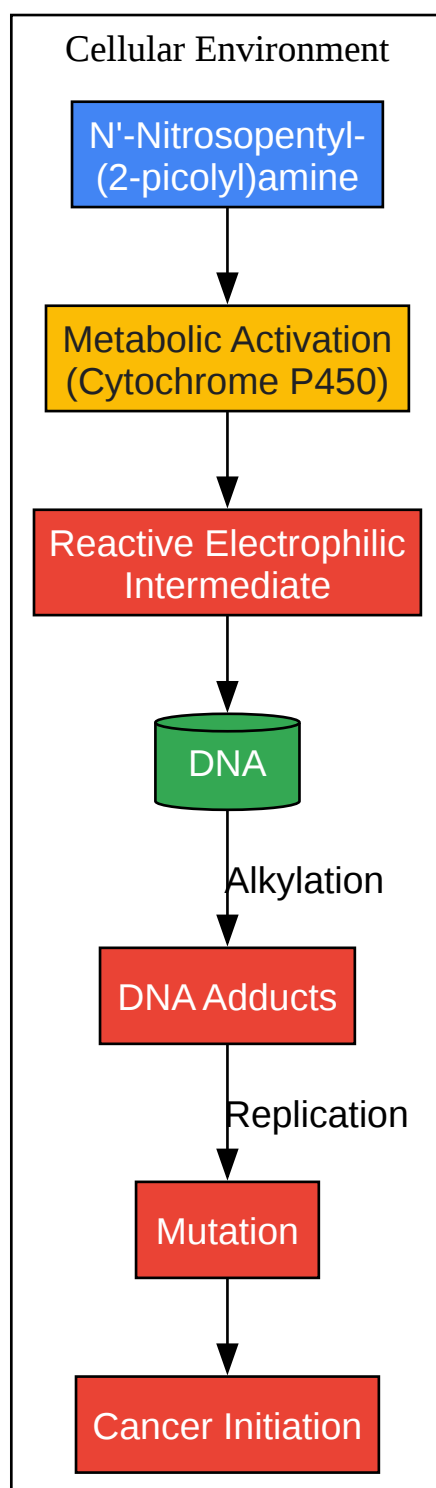 Cellular Environment
N'-Nitrosopentyl-
(2-picolyl)amine
Metabolic Activation
(Cytochrome P450)
Reactive Electrophilic
Intermediate
DNA
Alkylation
DNA Adducts
Replication
Mutation
Cancer Initiation